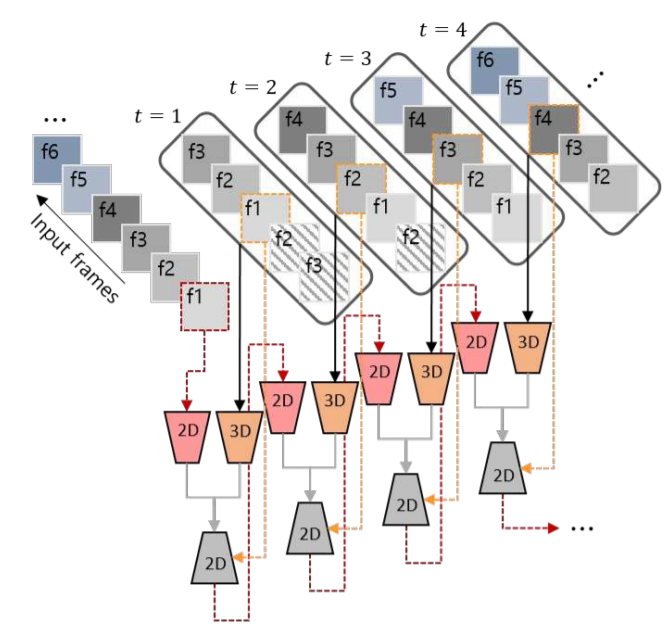 t = 4
f6
f5
f4
f3
f2
...
t = 3
f5
f4
f3
f2
f1
t = 2
f4
f3
f2
f1
f2
t = 1
f3
f2
f1
f2
f3
...
f6
f5
f4
f3
f2
f1
Input frames
2D
3D
2D
2D
3D
2D
2D
3D
2D
2D
3D
2D
...